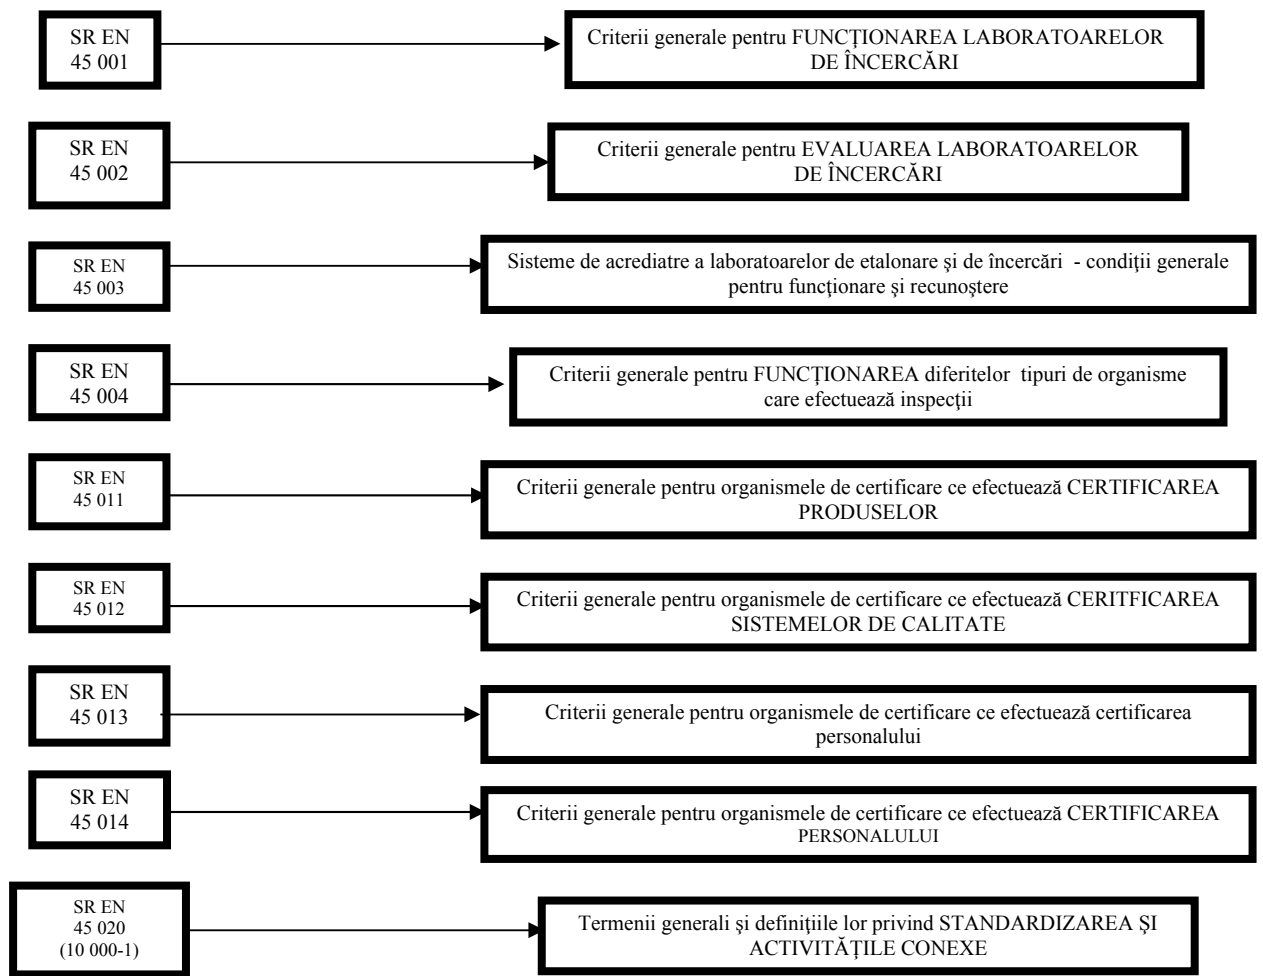 SR EN
45 001
Criterii generale pentru FUNCŢIONAREA LABORATOARELOR
DE ÎNCERCĂRI
SR EN
45 002
Criterii generale pentru EVALUAREA LABORATOARELOR
DE ÎNCERCĂRI
SR EN
45 003
Sisteme de acrediatre a laboratoarelor de etalonare şi de încercări - condiţii generale
pentru funcţionare şi recunoştere
SR EN
45 004
Criterii generale pentru FUNCŢIONAREA diferitelor tipuri de organisme
care efectuează inspecţii
SR EN
45 011
Criterii generale pentru organismele de certificare ce efectuează CERTIFICAREA
PRODUSELOR
SR EN
45 012
Criterii generale pentru organismele de certificare ce efectuează CERITFICAREA
SISTEMELOR DE CALITATE
SR EN
45 013
Criterii generale pentru organismele de certificare ce efectuează certificarea
personalului
SR EN
45 014
Criterii generale pentru organismele de certificare ce efectuează CERTIFICAREA
PERSONALULUI
SR EN
45 020
(10 000-1)
Termenii generali şi definiţiile lor privind STANDARDIZAREA ŞI
ACTIVITĂŢILE CONEXE